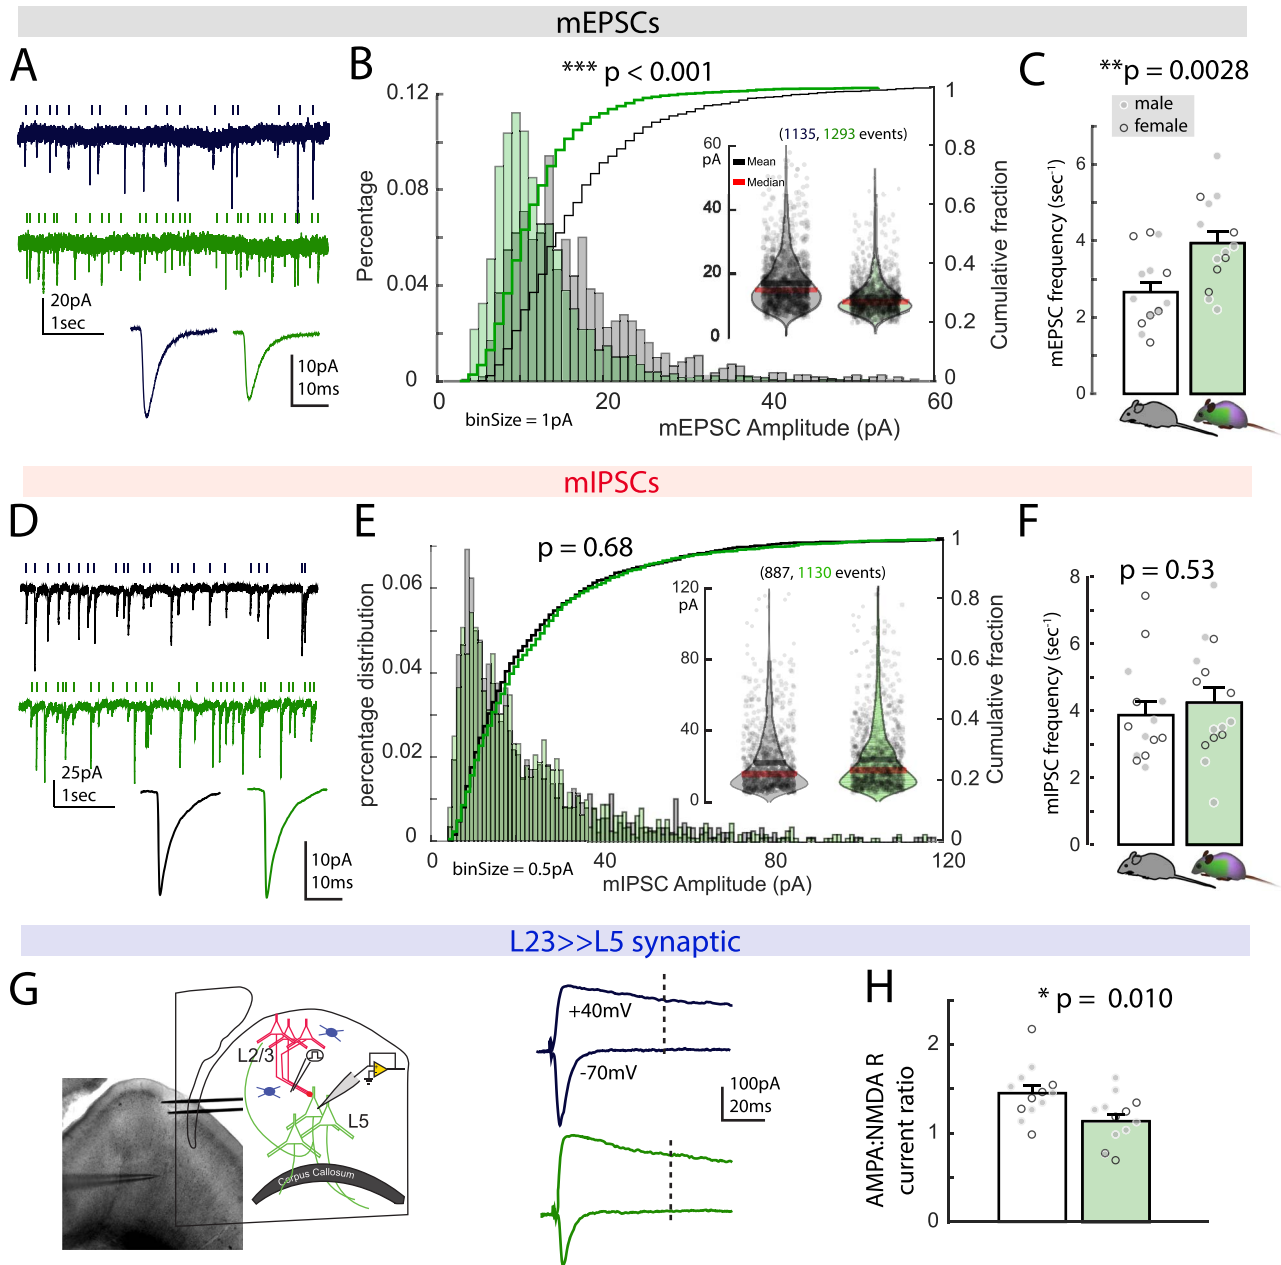 mEPSCs
A
20pA
1sec
10pA
10ms
B
*** p < 0.001
0.12
0.08
0.04
0
Percentage
1
0.8
0.6
0.4
0.2
0
Cumulative fraction
(1135, 1293 events)
60
pA
40
20
0
Mean
Median
0
20
40
60
binSize = 1pA
mEPSC Amplitude (pA)
C
**p = 0.0028
male
female
6
4
2
0
mEPSC frequency (sec⁻¹)
mIPSCs
D
25pA
1sec
10pA
10ms
E
p = 0.68
0.06
0.04
0.02
0
percentage distribution
1
0.8
0.6
0.4
0.2
0
Cumulative fraction
(887, 1130 events)
120
pA
80
40
0
0
40
80
120
binSize = 0.5pA
mIPSC Amplitude (pA)
F
p = 0.53
8
6
4
2
0
mIPSC frequency (sec⁻¹)
L23>>L5 synaptic
G
L2/3
L5
Corpus Callosum
+40mV
-70mV
100pA
20ms
H
* p = 0.010
2
1
0
AMPA:NMDA R
current ratio